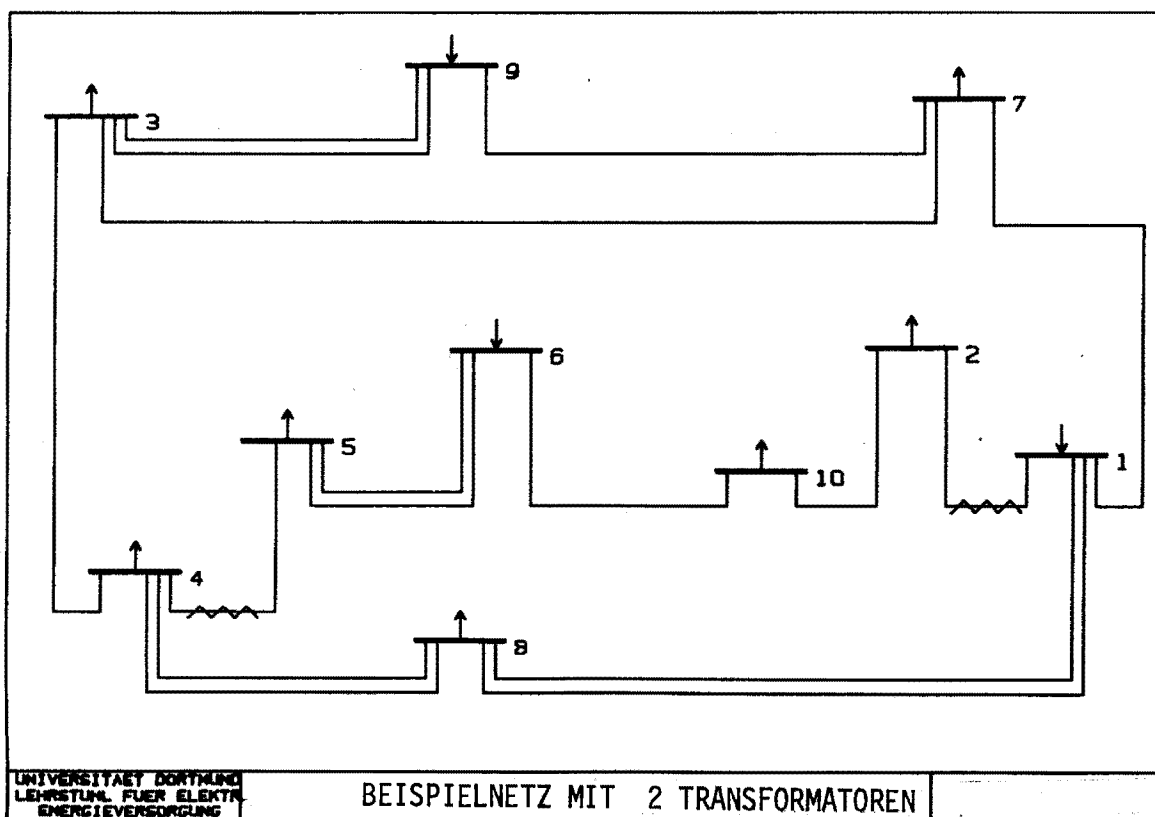 9
7
3
6
2
5
1
10
4
8
UNIVERSITAET DORTMUND
LEHRSTUHL FUER ELEKTR.
ENERGIEVERSORGUNG
BEISPIELNETZ MIT 2 TRANSFORMATOREN